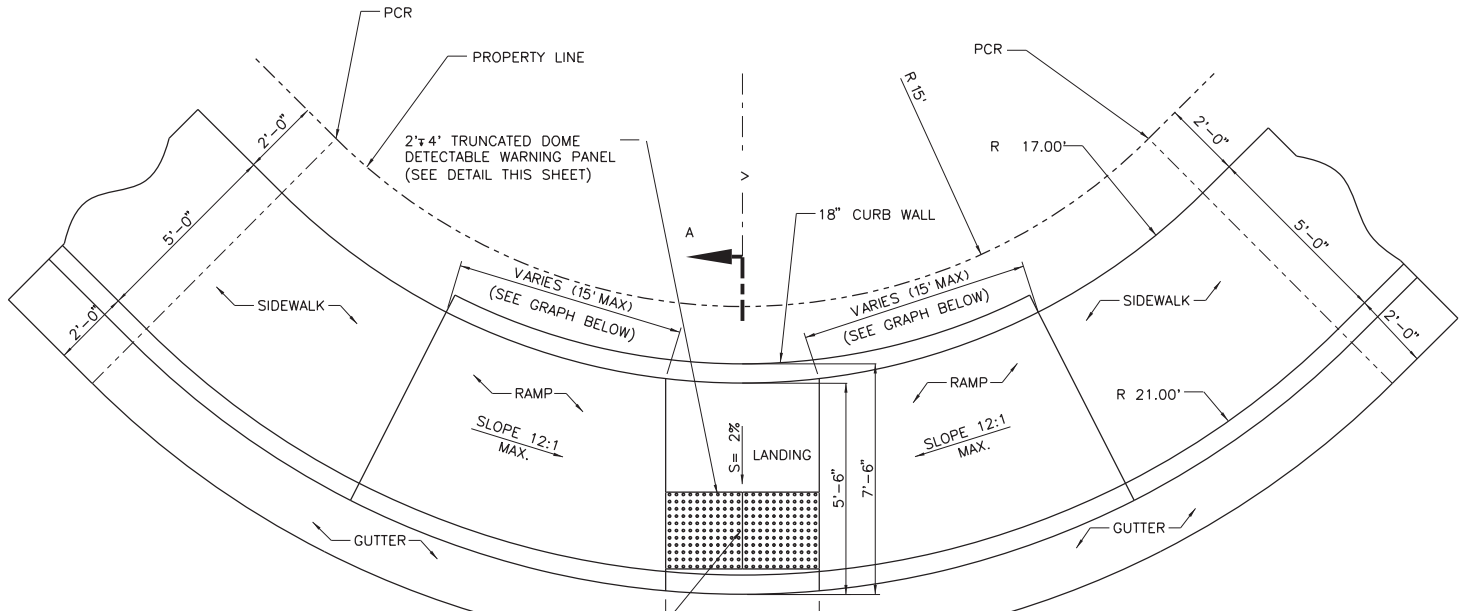 PCR
PROPERTY LINE
PCR
R 15'
2'-0"
2'-0"
2'∓4' TRUNCATED DOME
DETECTABLE WARNING PANEL
(SEE DETAIL THIS SHEET)
R 17.00'
V
18" CURB WALL
A
5'-0"
5'-0"
VARIES (15' MAX)
(SEE GRAPH BELOW)
VARIES (15' MAX)
(SEE GRAPH BELOW)
SIDEWALK
SIDEWALK
2'-0"
2'-0"
RAMP
RAMP
R 21.00'
SLOPE 12:1
MAX.
SLOPE 12:1
MAX.
S= 2%
LANDING
5'-6"
7'-6"
GUTTER
GUTTER